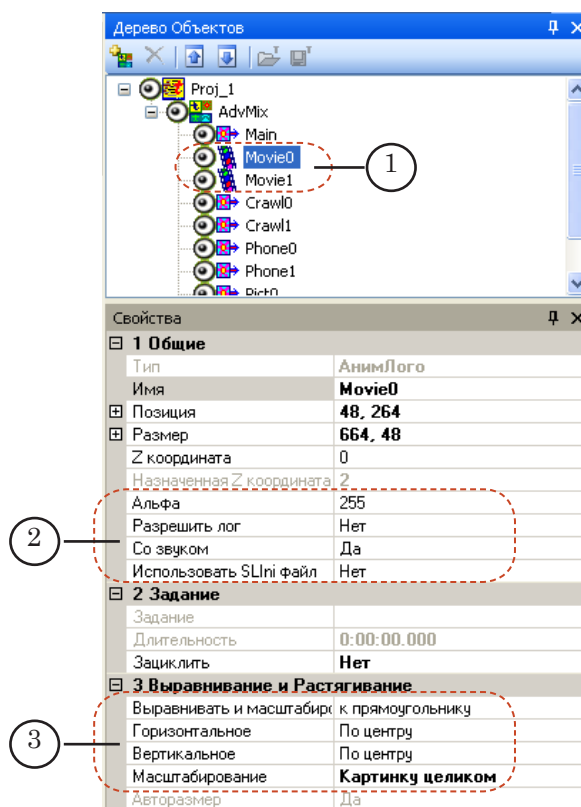 Дерево Объектов
Proj_1
AdvMix
Main
Movie0
Movie1
1
Crawl0
Crawl1
Phone0
Phone1
Pict0
Свойства
1 Общие
Тип АнимЛого
Имя Movie0
Позиция 48, 264
Размер 664, 48
Z координата 0
Назначенная Z координата 2
Альфа 255
Разрешить лог Нет
2
Со звуком Да
Использовать SLIni файл Нет
2 Задание
Задание
Длительность 0:00:00.000
Зациклить Нет
3 Выравнивание и Растягивание
Выравнивать и масштабирс к прямоугольнику
Горизонтальное По центру
3
Вертикальное По центру
Масштабирование Картинку целиком
Авторазмер Да